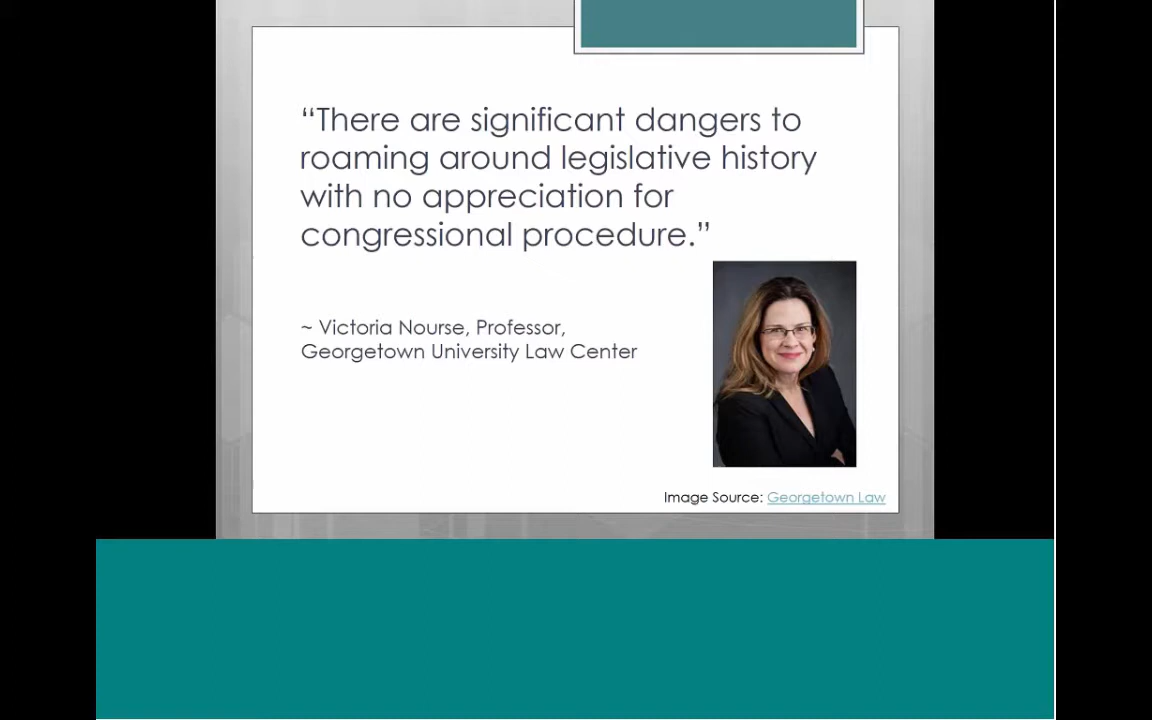 “There are significant dangers to
roaming around legislative history
with no appreciation for
congressional procedure.”
~ Victoria Nourse, Professor,
Georgetown University Law Center
Image Source: Georgetown Law